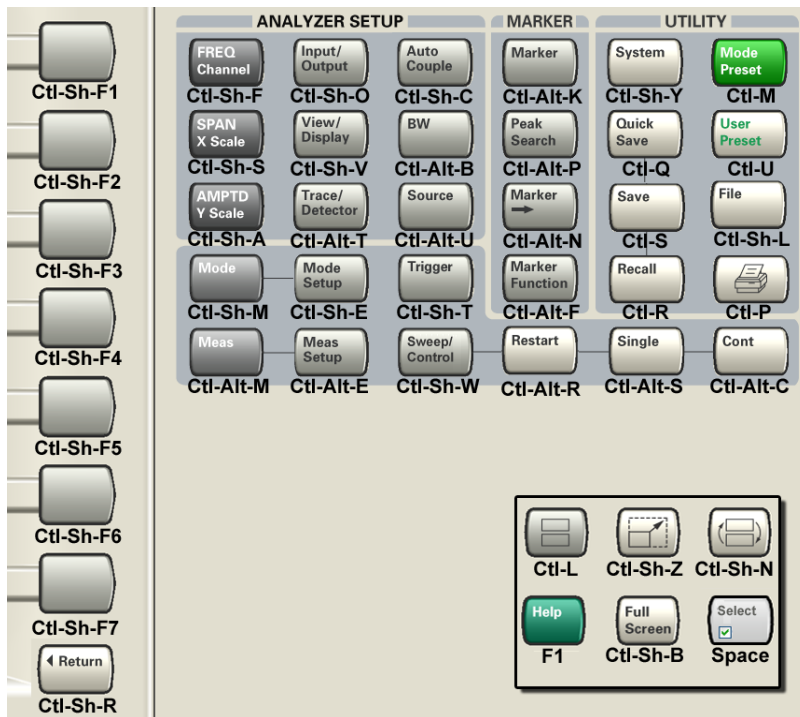 ANALYZER SETUP
MARKER
UTILITY
FREQ
Channel
Ctl-Sh-F
Input/
Output
Ctl-Sh-O
Auto
Couple
Ctl-Sh-C
Marker
Ctl-Alt-K
System
Ctl-Sh-Y
Mode
Preset
Ctl-M
SPAN
X Scale
Ctl-Sh-S
View/
Display
Ctl-Sh-V
BW
Ctl-Alt-B
Peak
Search
Ctl-Alt-P
Quick
Save
Ctl-Q
User
Preset
Ctl-U
AMPTD
Y Scale
Ctl-Sh-A
Trace/
Detector
Ctl-Alt-T
Source
Ctl-Alt-U
Marker
Ctl-Alt-N
Save
Ctl-S
File
Ctl-Sh-L
Mode
Ctl-Sh-M
Mode
Setup
Ctl-Sh-E
Trigger
Ctl-Sh-T
Marker
Function
Ctl-Alt-F
Recall
Ctl-R
Ctl-P
Meas
Ctl-Alt-M
Meas
Setup
Ctl-Alt-E
Sweep/
Control
Ctl-Sh-W
Restart
Ctl-Alt-R
Single
Ctl-Alt-S
Cont
Ctl-Alt-C
Ctl-Sh-F1
Ctl-Sh-F2
Ctl-Sh-F3
Ctl-Sh-F4
Ctl-Sh-F5
Ctl-Sh-F6
Ctl-Sh-F7
Return
Ctl-Sh-R
Ctl-L
Ctl-Sh-Z
Ctl-Sh-N
Help
F1
Full
Screen
Ctl-Sh-B
Select
Space